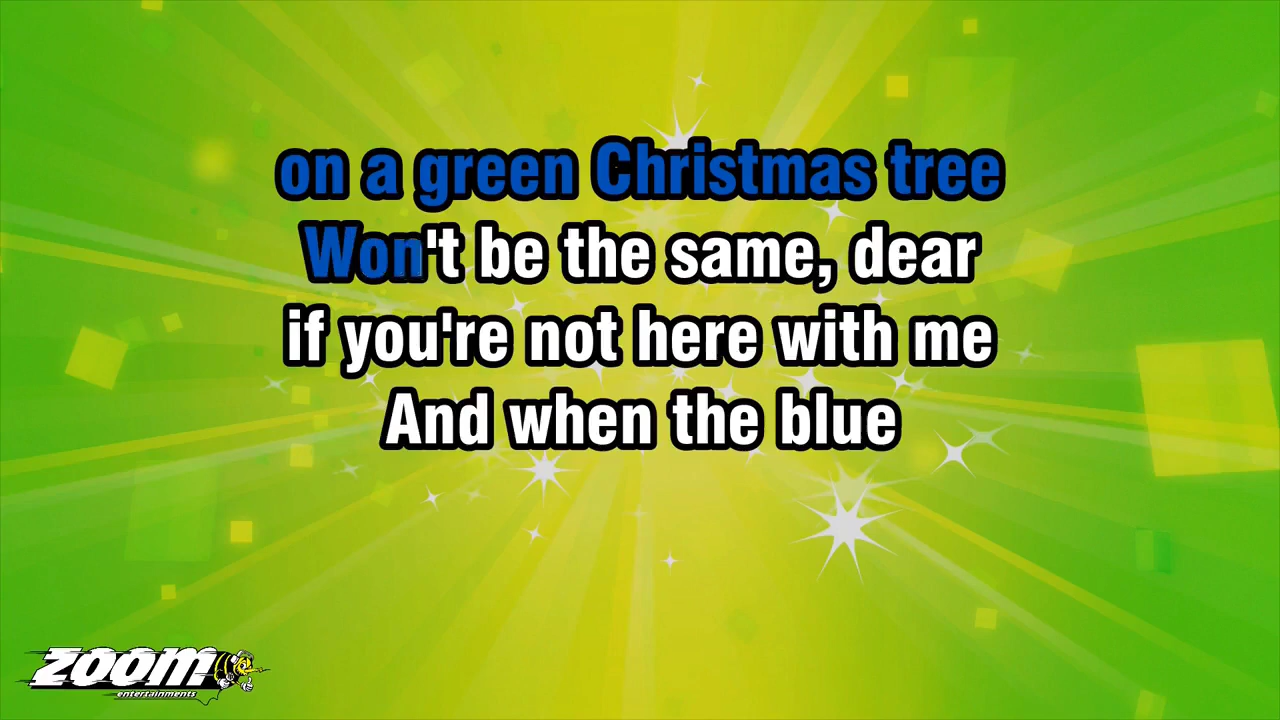 on a green Christmas tree
Won't be the same, dear
if you're not here with me
And when the blue
zoom
entertainments